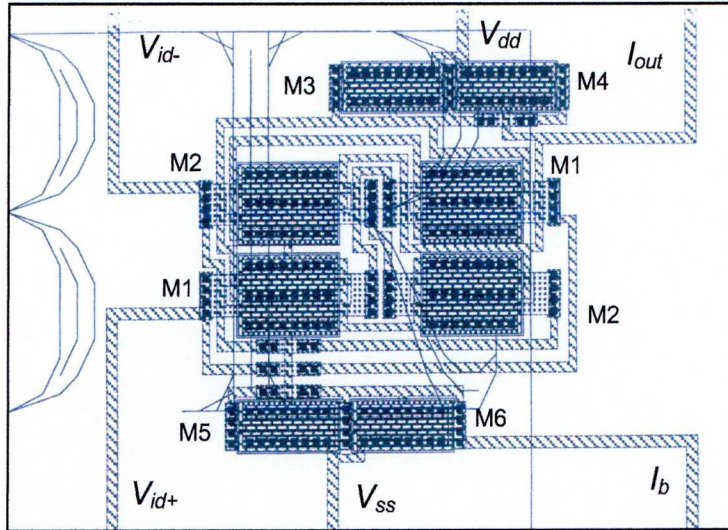 V_id-
V_dd
I_out
M3
M4
M2
M1
M1
M2
M5
M6
V_id+
V_ss
I_b